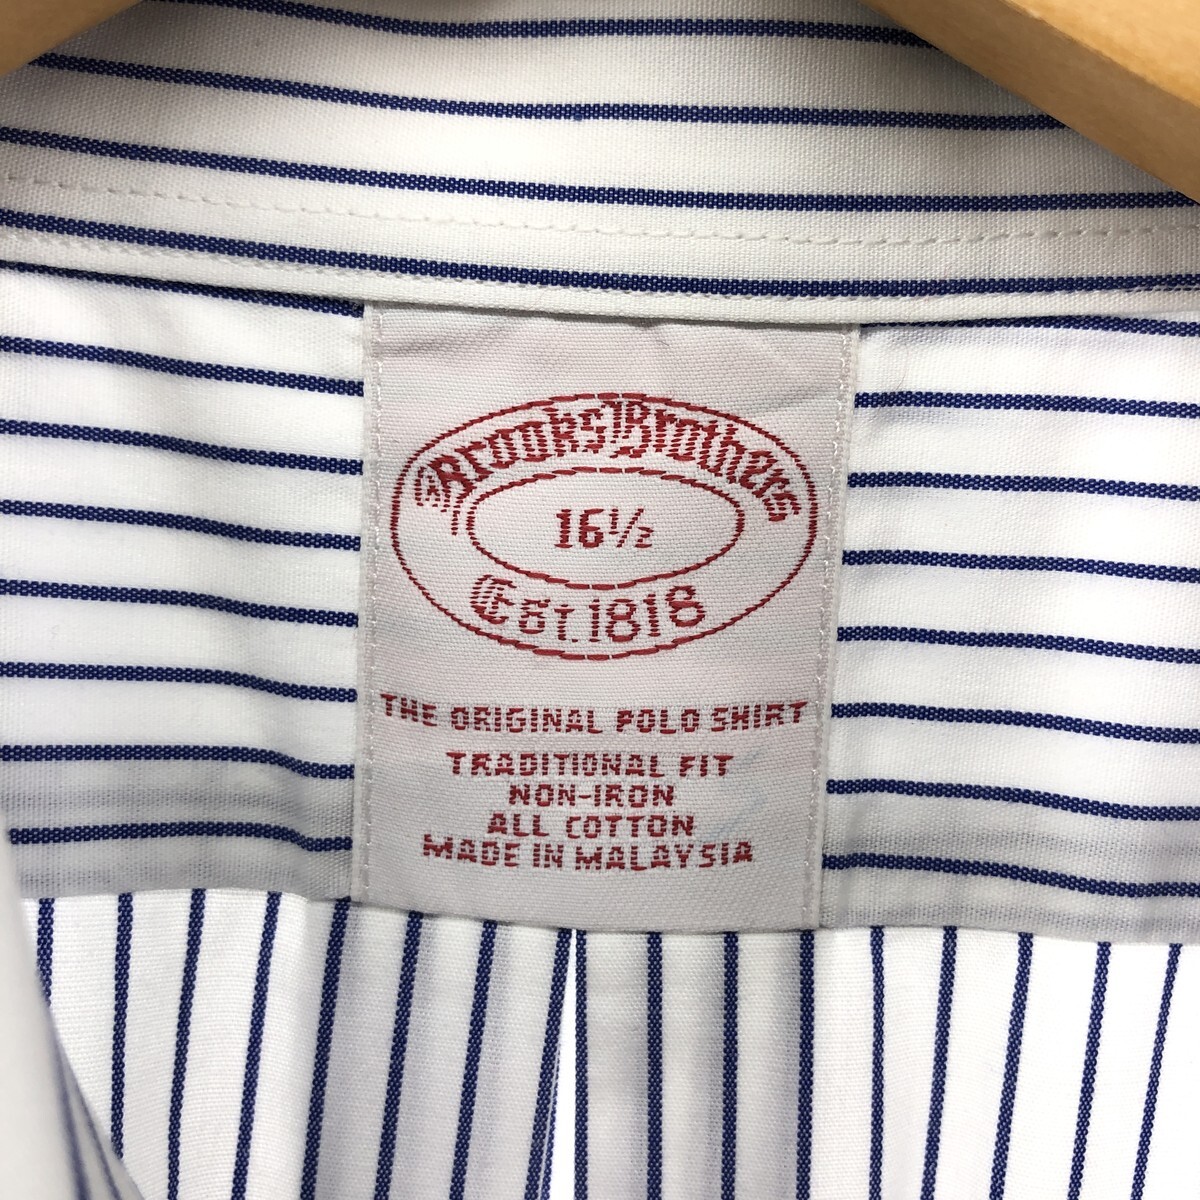 Brooks Brothers
16½
Est. 1818
THE ORIGINAL POLO SHIRT
TRADITIONAL FIT
NON-IRON
ALL COTTON
MADE IN MALAYSIA